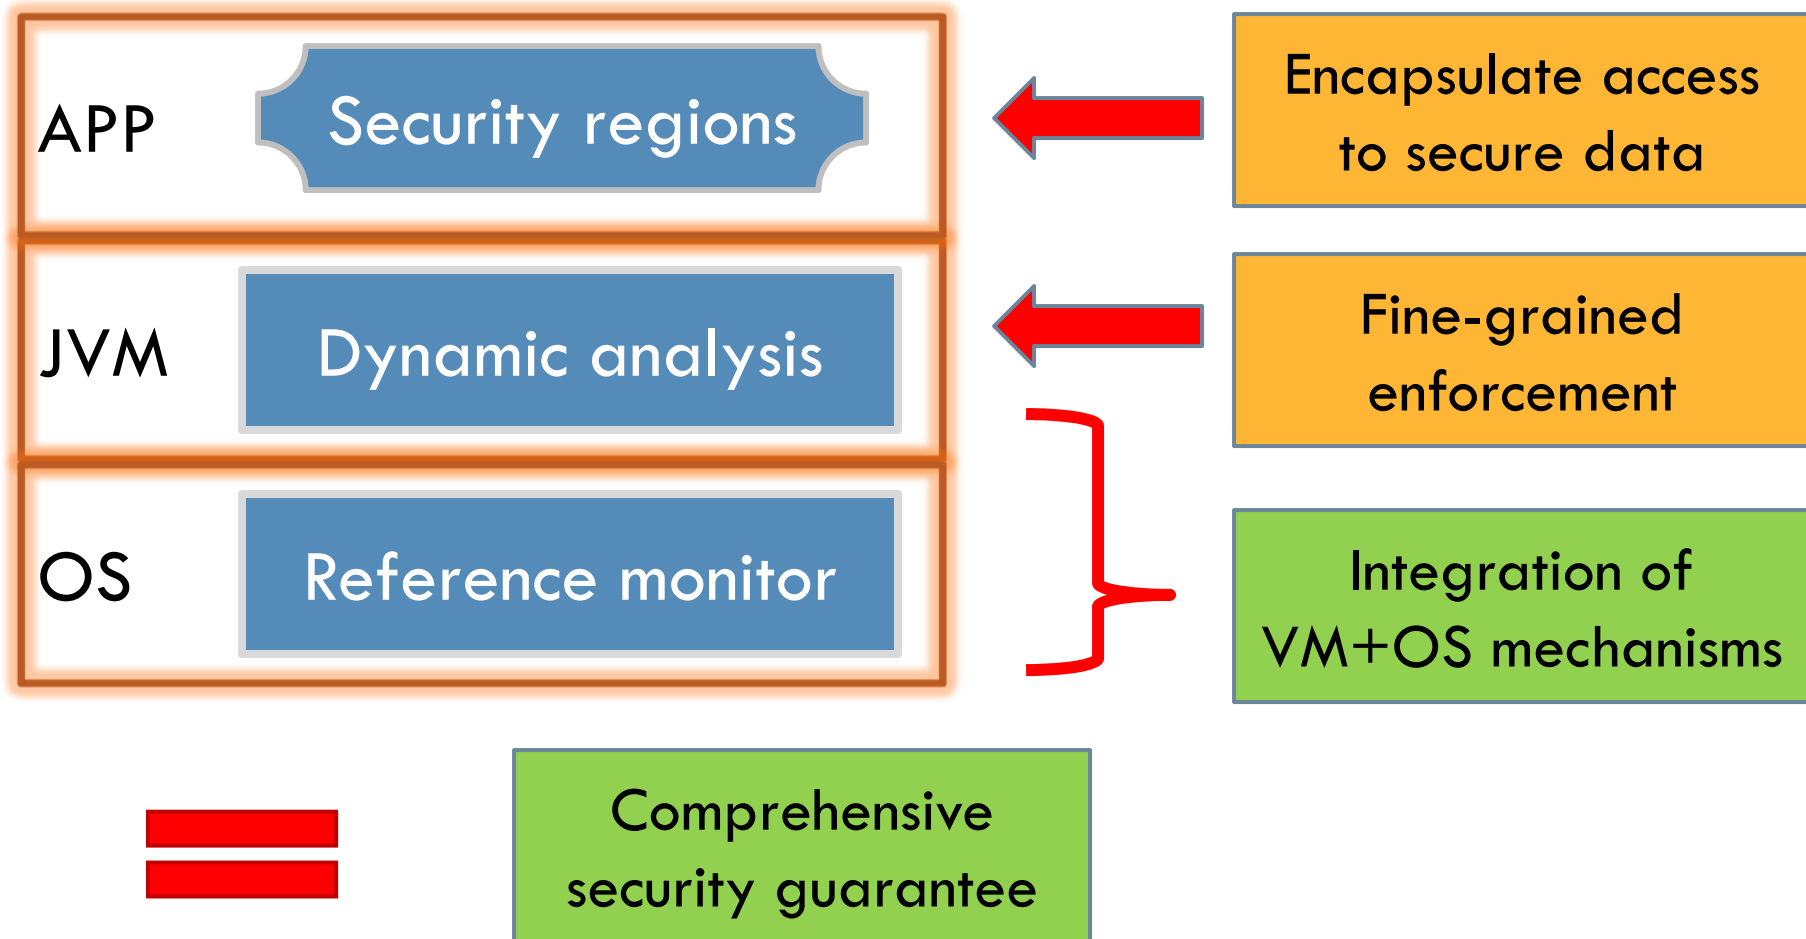 APP
Security regions
Encapsulate access
to secure data
JVM
Dynamic analysis
Fine-grained
enforcement
OS
Reference monitor
Integration of
VM+OS mechanisms
Comprehensive
security guarantee